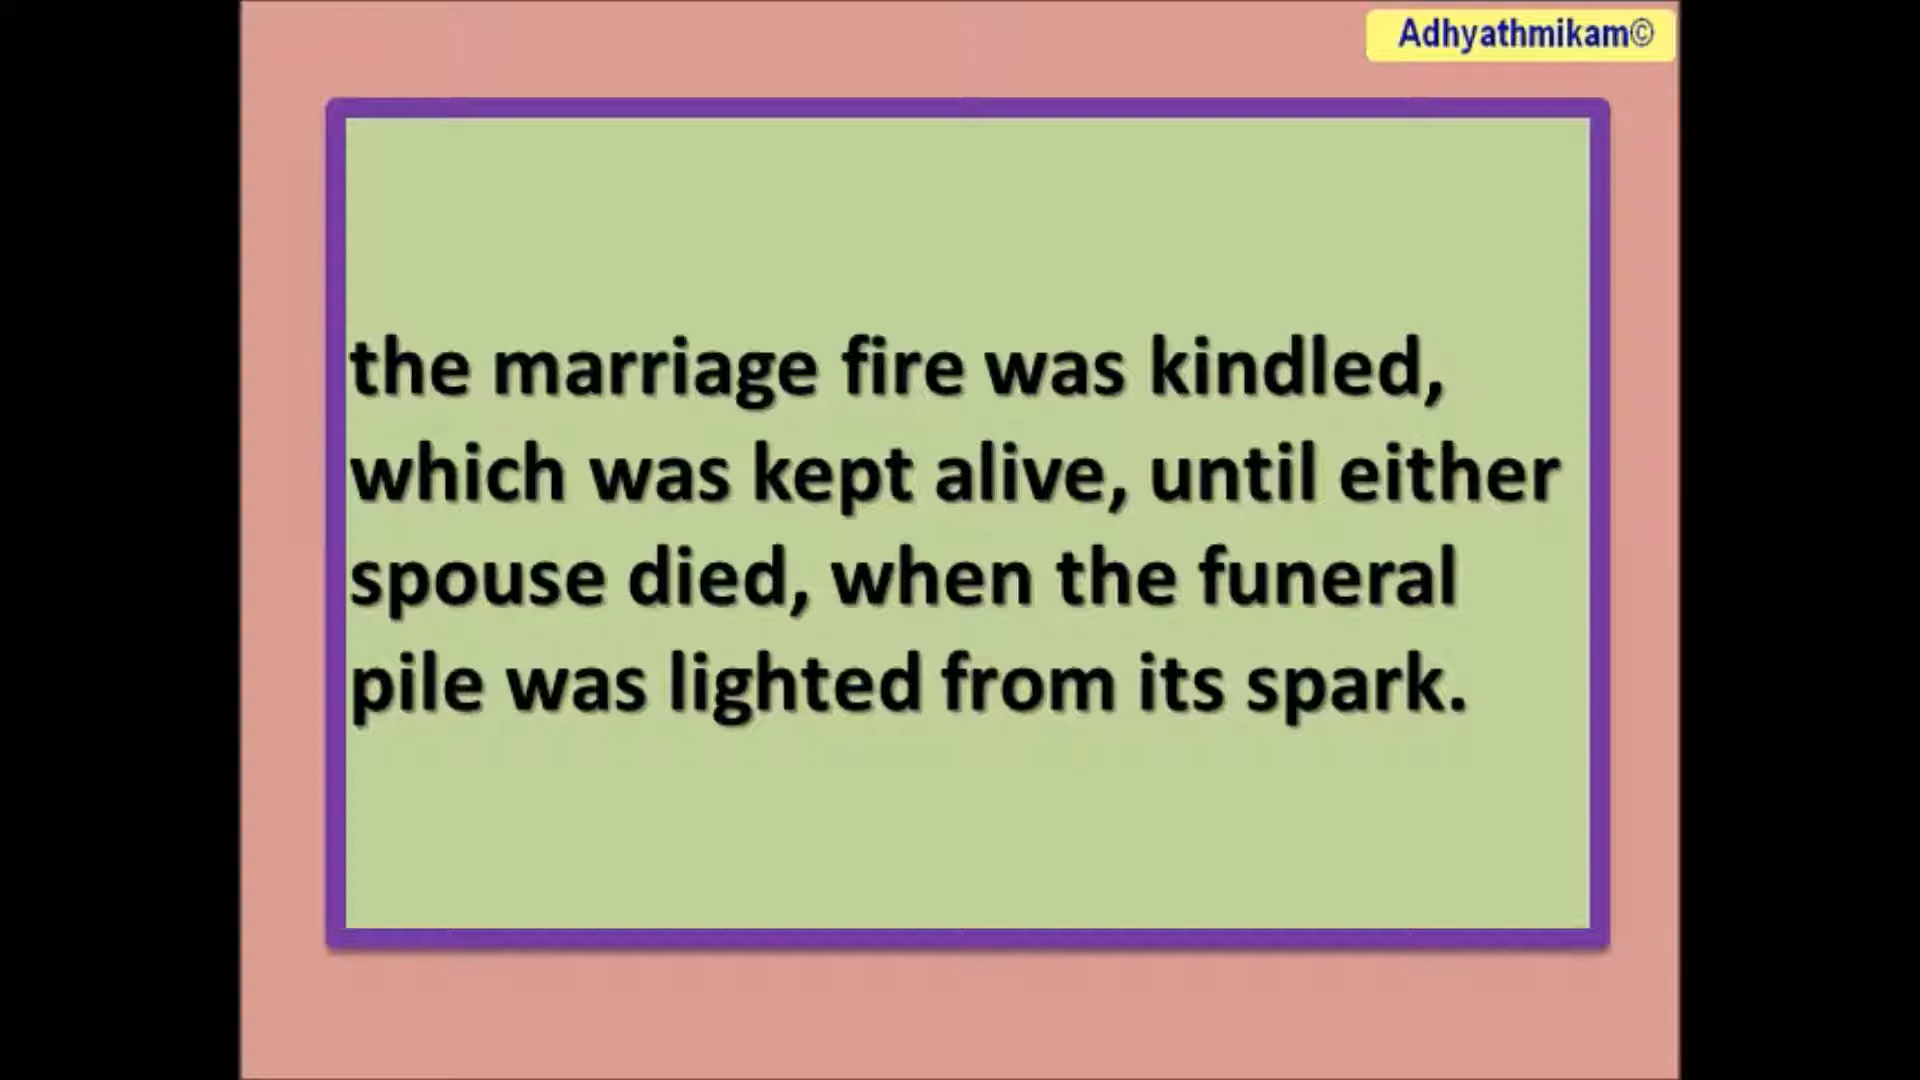 Adhyathmikam©
the marriage fire was kindled,
which was kept alive, until either
spouse died, when the funeral
pile was lighted from its spark.